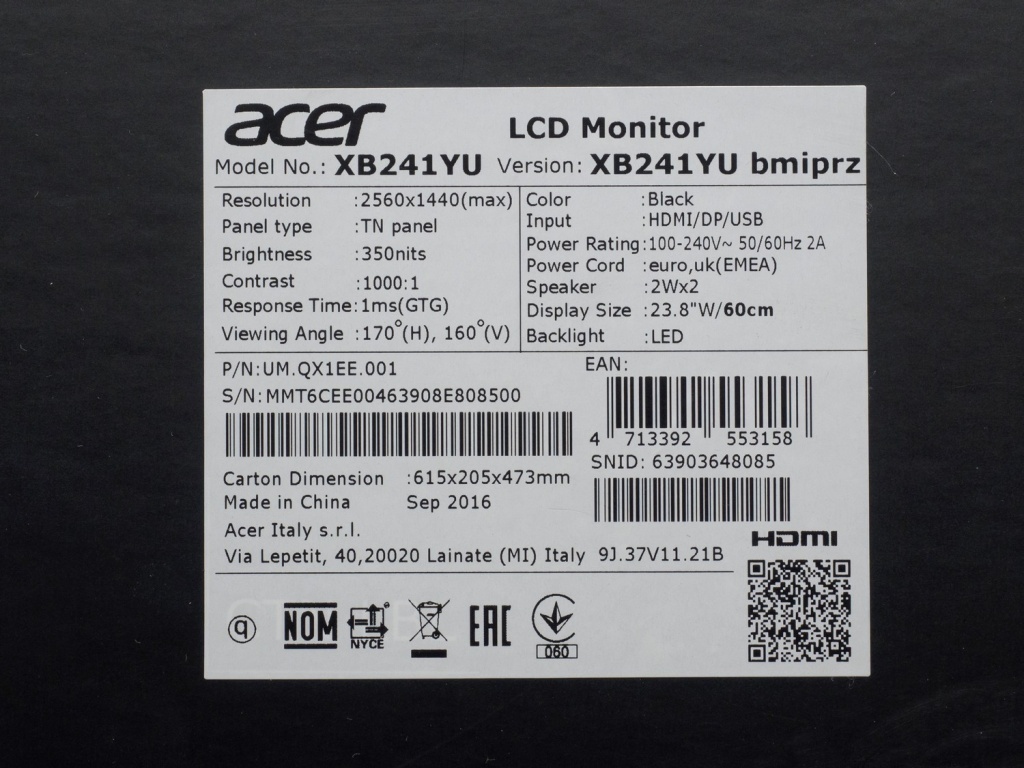 acer
LCD Monitor
Model No.: XB241YU Version: XB241YU bmiprz
Resolution :2560x1440(max)
Panel type :TN panel
Brightness :350nits
Contrast :1000:1
Response Time:1ms(GTG)
Viewing Angle :170°(H), 160°(V)
Color :Black
Input :HDMI/DP/USB
Power Rating:100-240V~ 50/60Hz 2A
Power Cord :euro,uk(EMEA)
Speaker :2Wx2
Display Size :23.8"W/60cm
Backlight :LED
P/N:UM.QX1EE.001
S/N:MMT6CEE00463908E808500
EAN:
4 713392 553158
SNID: 63903648085
Carton Dimension :615x205x473mm
Made in China Sep 2016
Acer Italy s.r.l.
Via Lepetit, 40,20020 Lainate (MI) Italy 9J.37V11.21B
HDMI
q
NOM
NYCE
EAC
060